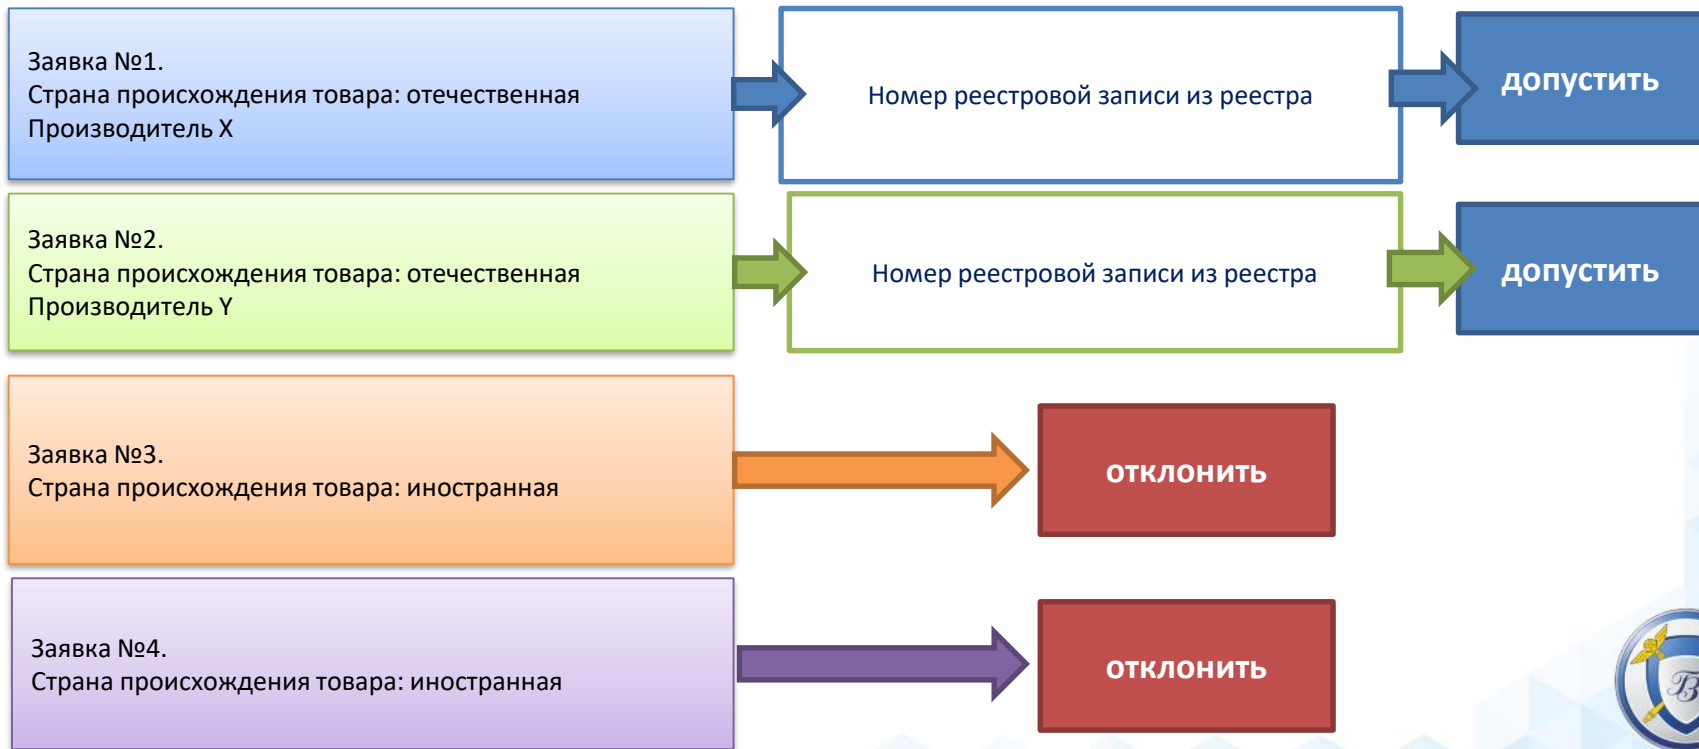 Заявка №1.
Страна происхождения товара: отечественная
Производитель X
Номер реестровой записи из реестра
допустить
Заявка №2.
Страна происхождения товара: отечественная
Производитель Y
Номер реестровой записи из реестра
допустить
Заявка №3.
Страна происхождения товара: иностранная
отклонить
Заявка №4.
Страна происхождения товара: иностранная
отклонить